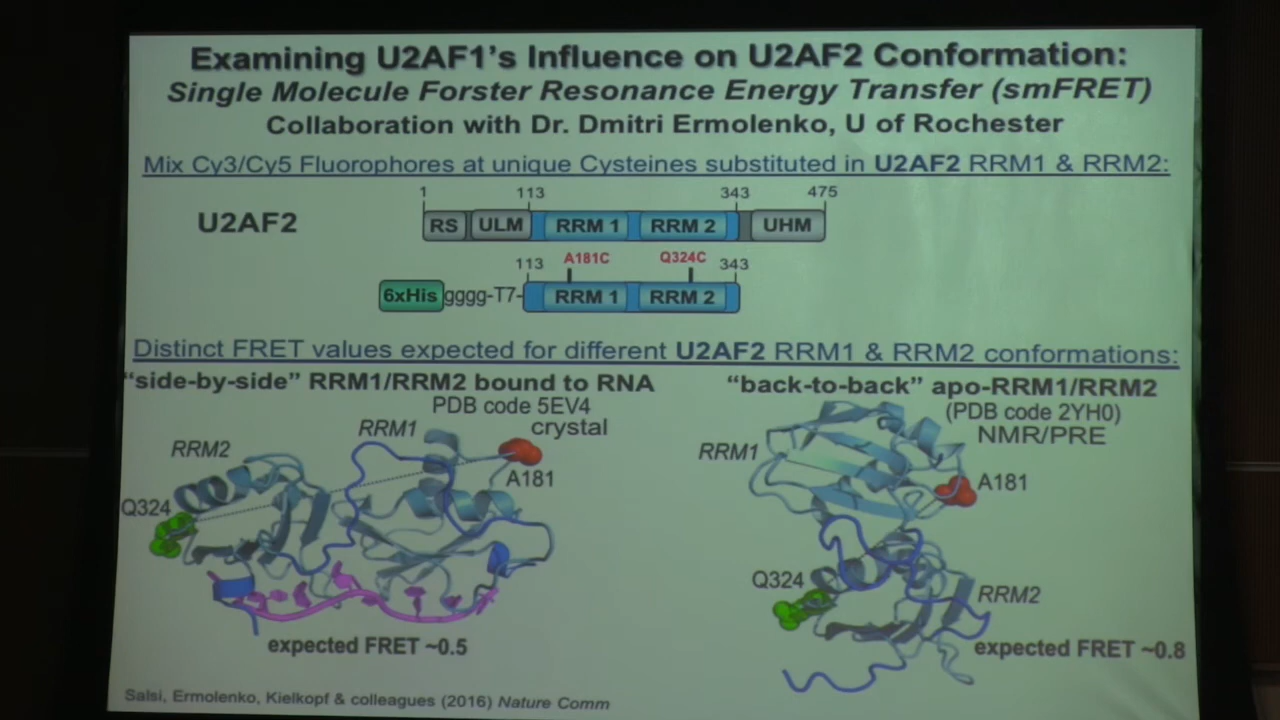 Examining U2AF1's Influence on U2AF2 Conformation:
Single Molecule Forster Resonance Energy Transfer (smFRET)
Collaboration with Dr. Dmitri Ermolenko, U of Rochester
Mix Cy3/Cy5 Fluorophores at unique Cysteines substituted in U2AF2 RRM1 & RRM2:
1 113 343 475
U2AF2 RS ULM RRM 1 RRM 2 UHM
113 A181C Q324C 343
6xHis gggg-T7- RRM 1 RRM 2
Distinct FRET values expected for different U2AF2 RRM1 & RRM2 conformations:
"side-by-side" RRM1/RRM2 bound to RNA
PDB code 5EV4
crystal
RRM1
RRM2
A181
Q324
expected FRET ~0.5
"back-to-back" apo-RRM1/RRM2
(PDB code 2YH0)
NMR/PRE
RRM1
A181
Q324
RRM2
expected FRET ~0.8
Salsi, Ermolenko, Kielkopf & colleagues (2016) Nature Comm